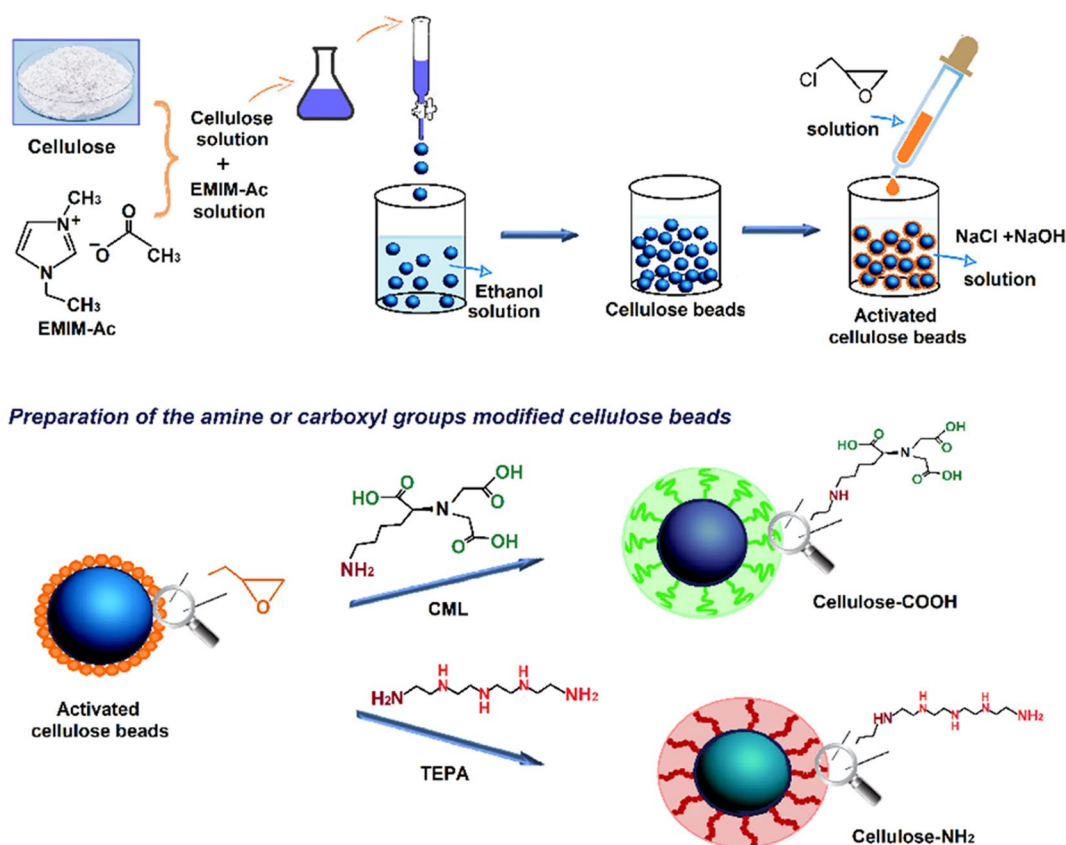 Cellulose
CH3
N
+
N
O
−
O
CH3
CH3
EMIM-Ac
Cellulose
solution
+
EMIM-Ac
solution
Ethanol
solution
Cellulose beads
Cl
O
solution
NaCl +NaOH
solution
Activated
cellulose beads
Preparation of the amine or carboxyl groups modified cellulose beads
O
Activated
cellulose beads
HO
O
N
OH
O
O
OH
NH2
CML
H2N
H
N
N
H
H
N
NH2
TEPA
HO
O
N
O
OH
O
OH
NH
Cellulose-COOH
HN
H
N
N
H
H
N
NH2
Cellulose-NH2